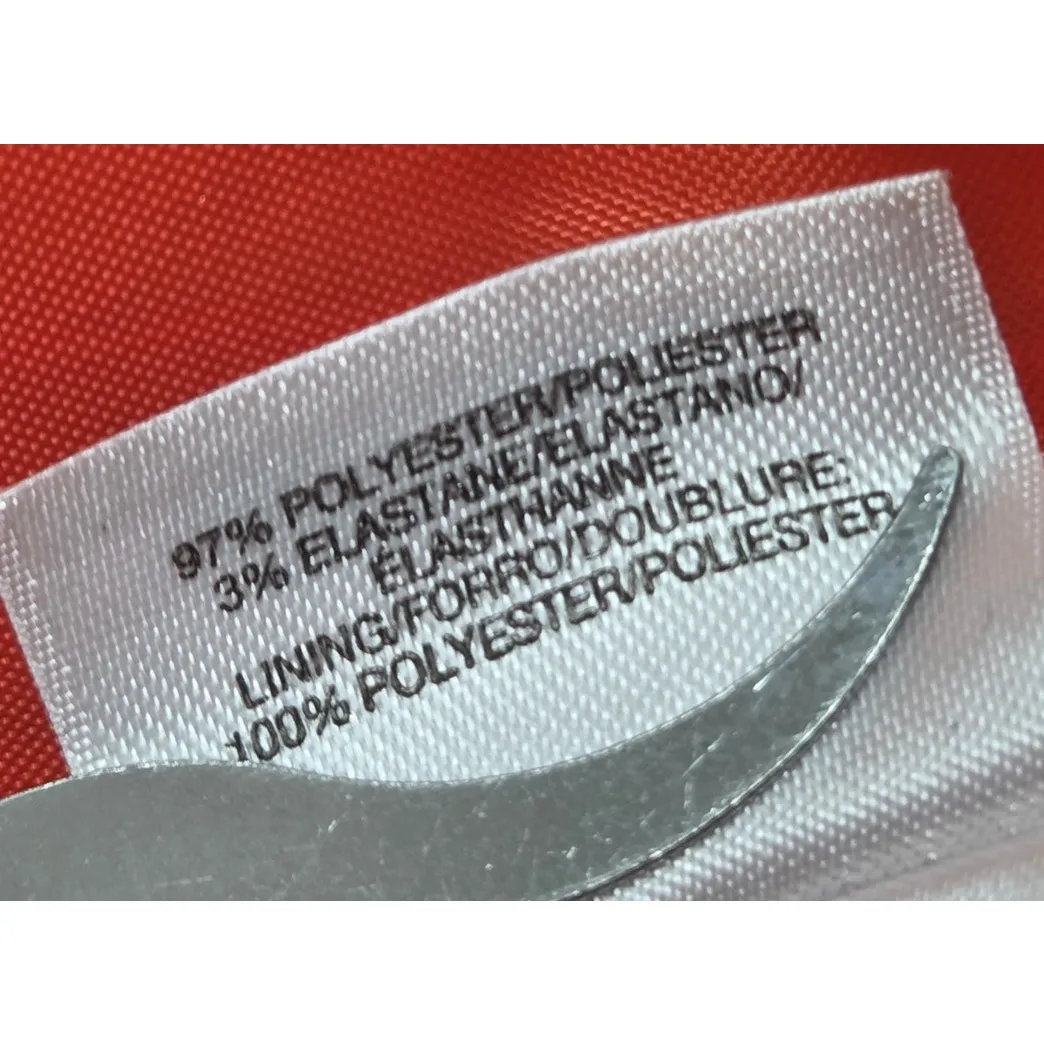 97% POLYESTER/POLIESTER
3% ELASTANE/ELASTANO/
ÉLASTHANNE
LINING/FORRO/DOUBLURE:
100% POLYESTER/POLIESTER